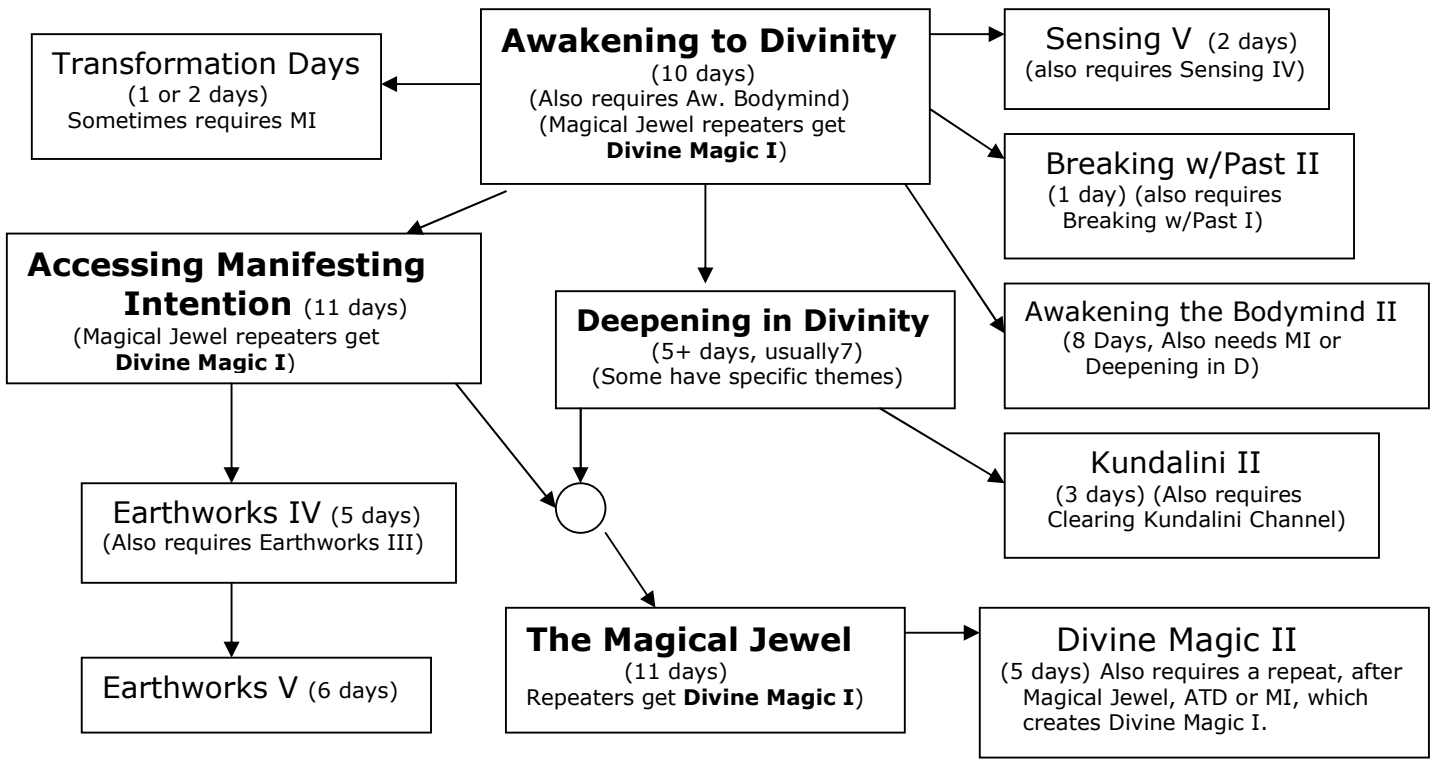 Transformation Days
(1 or 2 days)
Sometimes requires MI
Awakening to Divinity
(10 days)
(Also requires Aw. Bodymind)
(Magical Jewel repeaters get
Divine Magic I)
Sensing V (2 days)
(also requires Sensing IV)
Breaking w/Past II
(1 day) (also requires
Breaking w/Past I)
Accessing Manifesting
Intention (11 days)
(Magical Jewel repeaters get
Divine Magic I)
Deepening in Divinity
(5+ days, usually7)
(Some have specific themes)
Awakening the Bodymind II
(8 Days, Also needs MI or
Deepening in D)
Kundalini II
(3 days) (Also requires
Clearing Kundalini Channel)
Earthworks IV (5 days)
(Also requires Earthworks III)
Earthworks V (6 days)
The Magical Jewel
(11 days)
Repeaters get Divine Magic I)
Divine Magic II
(5 days) Also requires a repeat, after
Magical Jewel, ATD or MI, which
creates Divine Magic I.